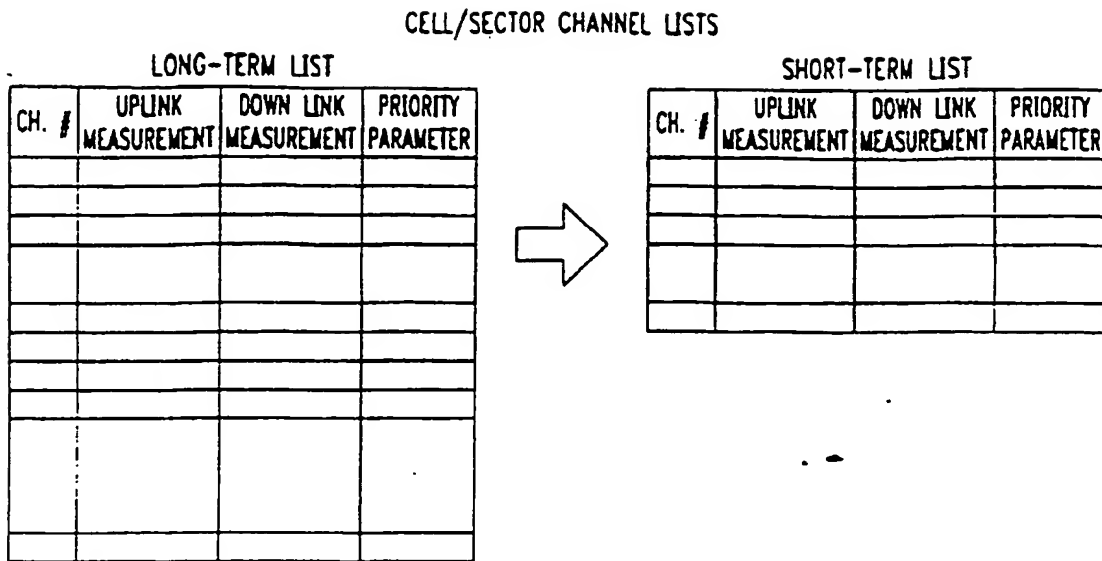 CELL/SECTOR CHANNEL LISTS
LONG-TERM LIST
CH. # UPLINK MEASUREMENT DOWN LINK MEASUREMENT PRIORITY PARAMETER
SHORT-TERM LIST
CH. # UPLINK MEASUREMENT DOWN LINK MEASUREMENT PRIORITY PARAMETER